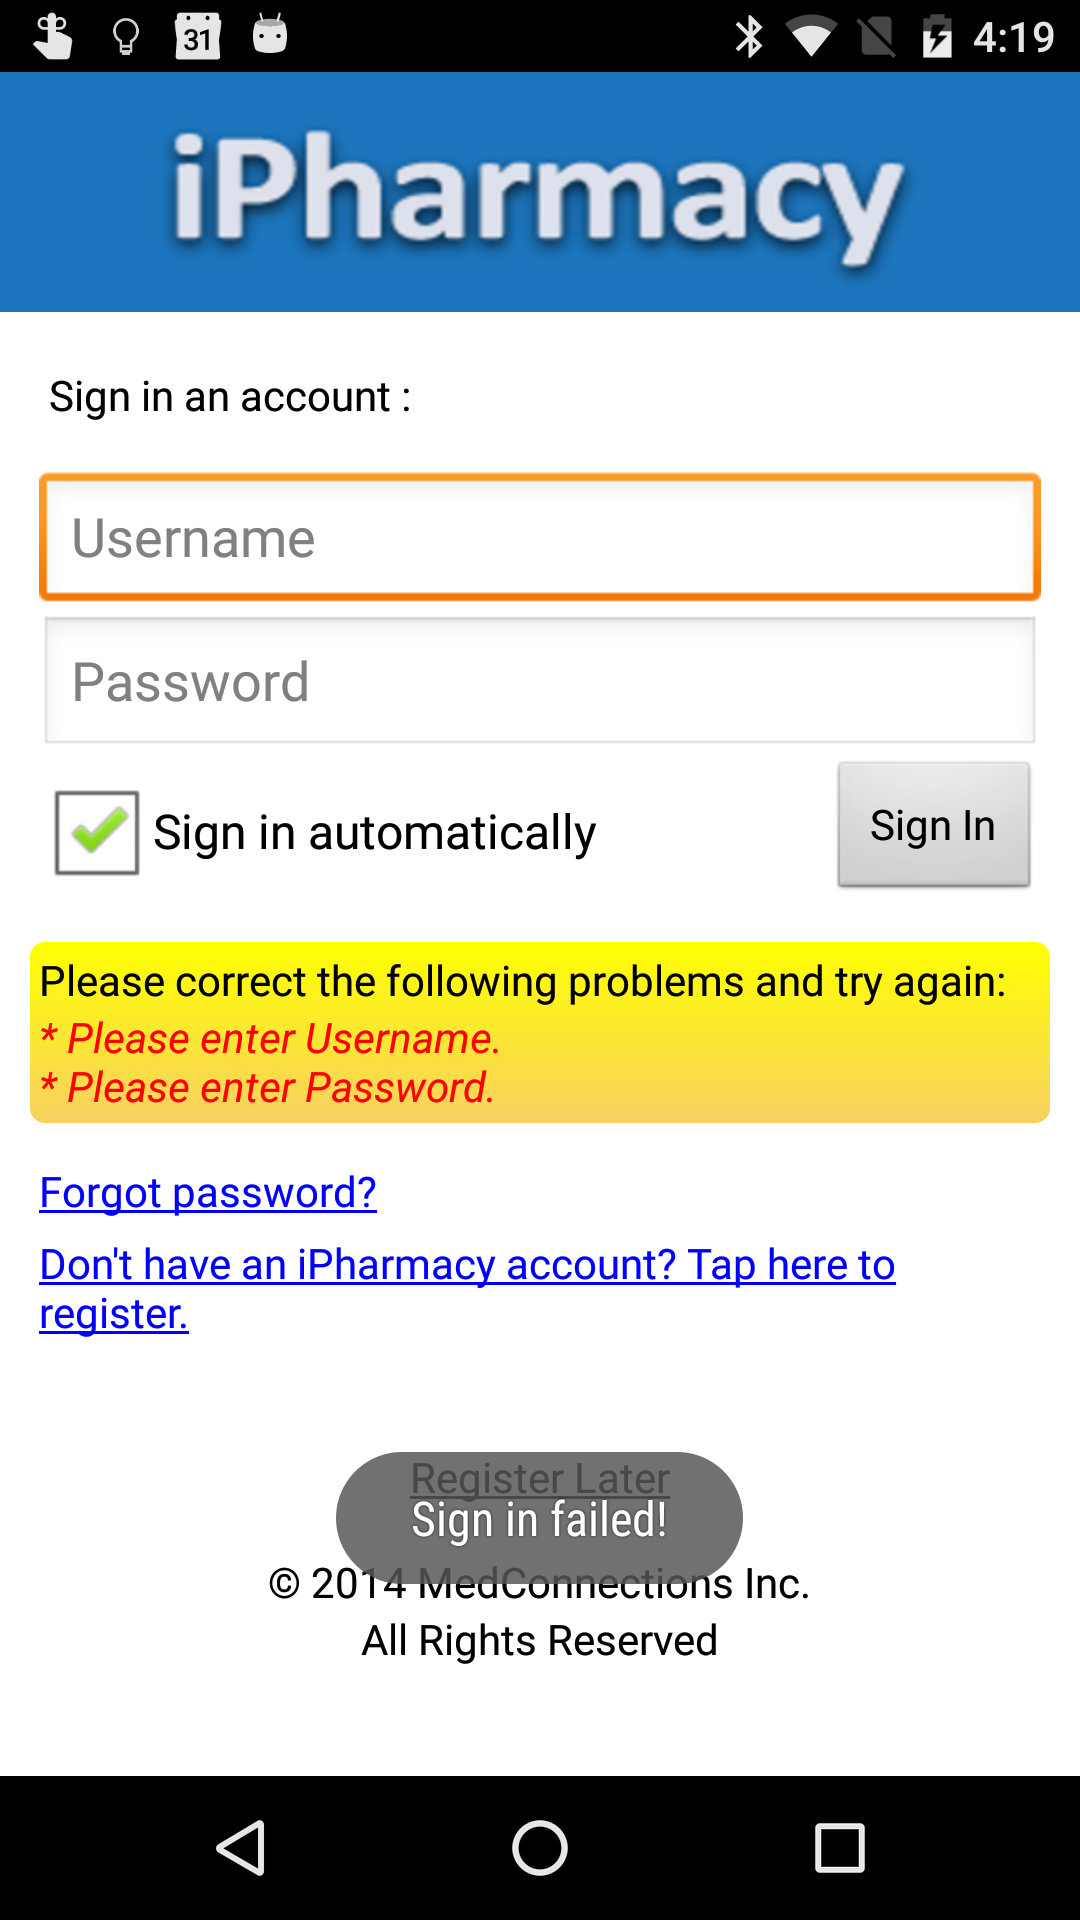 31
4:19
iPharmacy
Sign in an account :
Username
Password
Sign in automatically
Sign In
Please correct the following problems and try again:
* Please enter Username.
* Please enter Password.
Forgot password?
Don't have an iPharmacy account? Tap here to
register.
Register Later
Sign in failed!
© 2014 MedConnections Inc.
All Rights Reserved